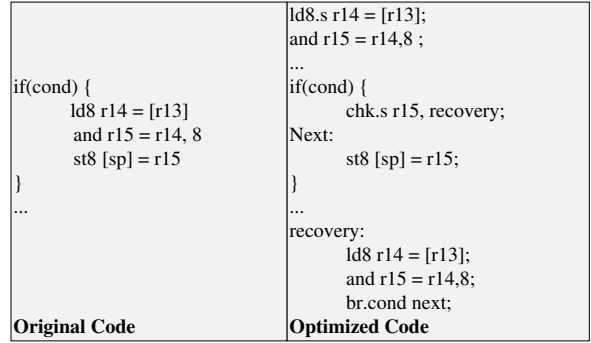 if(cond) {
ld8 r14 = [r13]
and r15 = r14, 8
st8 [sp] = r15
}
...
Original Code
ld8.s r14 = [r13];
and r15 = r14,8 ;
...
if(cond) {
chk.s r15, recovery;
Next:
st8 [sp] = r15;
}
...
recovery:
ld8 r14 = [r13];
and r15 = r14,8;
br.cond next;
Optimized Code